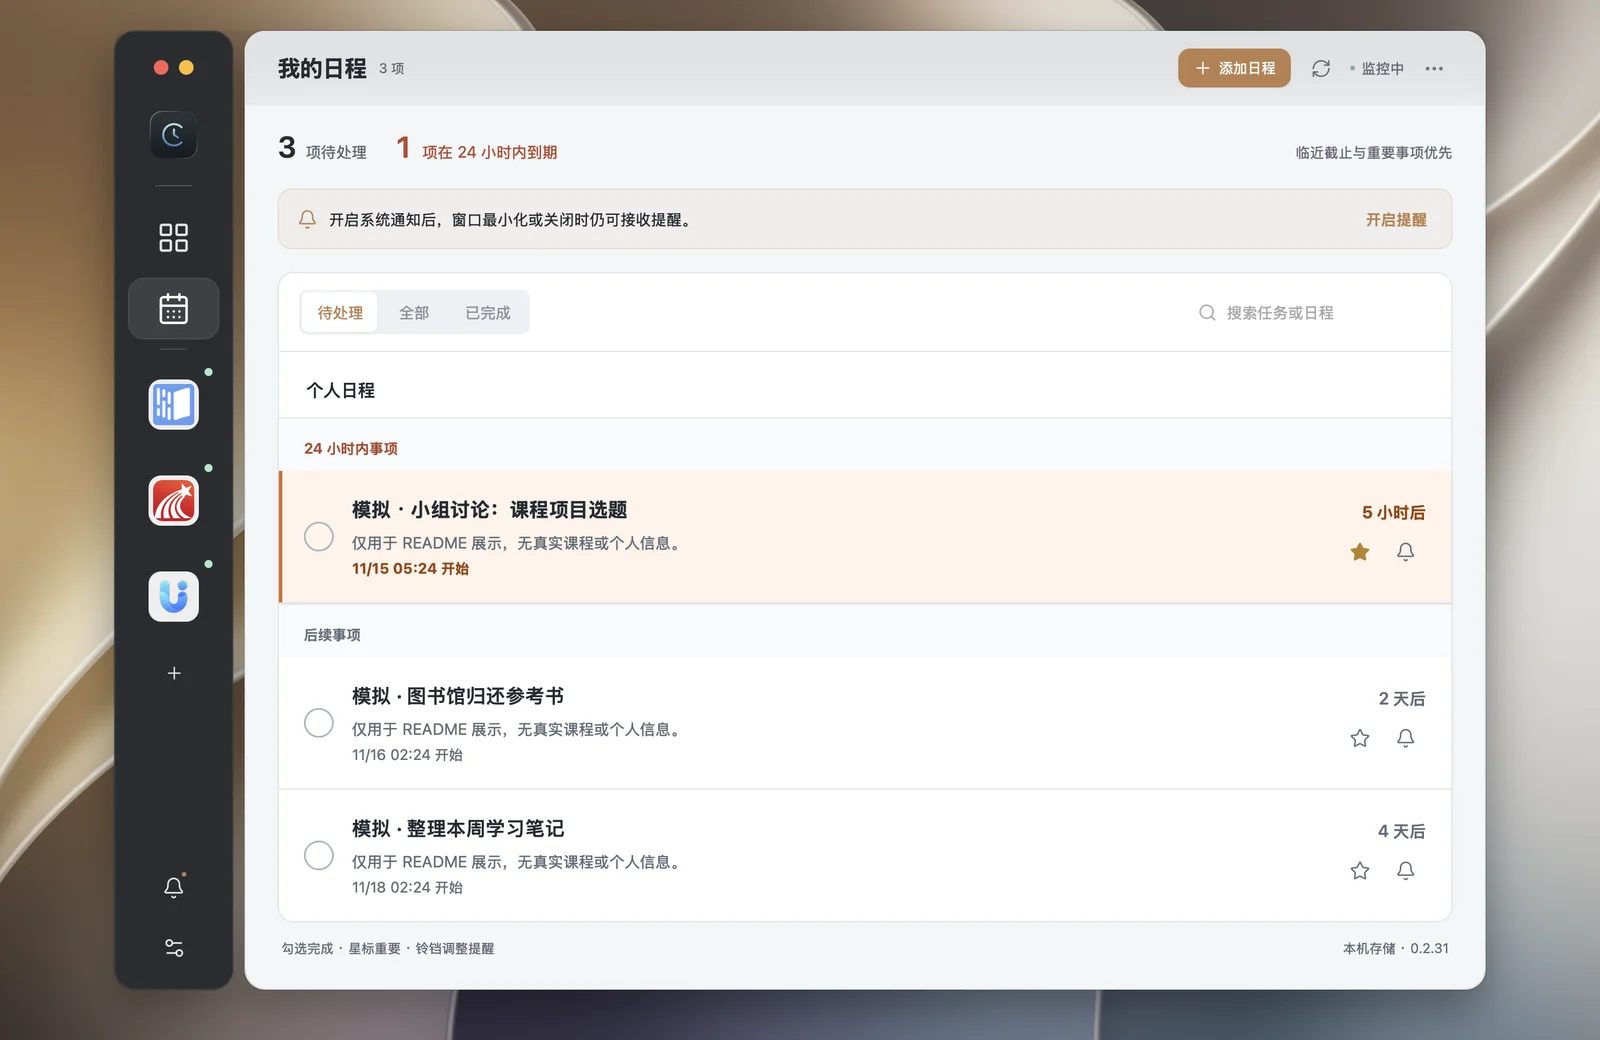 我的日程 3 项
添加日程
监控中
3 项待处理 1 项在 24 小时内到期
临近截止与重要事项优先
开启系统通知后，窗口最小化或关闭时仍可接收提醒。
开启提醒
待处理 全部 已完成
搜索任务或日程
个人日程
24 小时内事项
模拟 · 小组讨论：课程项目选题
5 小时后
仅用于 README 展示，无真实课程或个人信息。
11/15 05:24 开始
后续事项
模拟 · 图书馆归还参考书
2 天后
仅用于 README 展示，无真实课程或个人信息。
11/16 02:24 开始
模拟 · 整理本周学习笔记
4 天后
仅用于 README 展示，无真实课程或个人信息。
11/18 02:24 开始
勾选完成 · 星标重要 · 铃铛调整提醒
本机存储 · 0.2.31